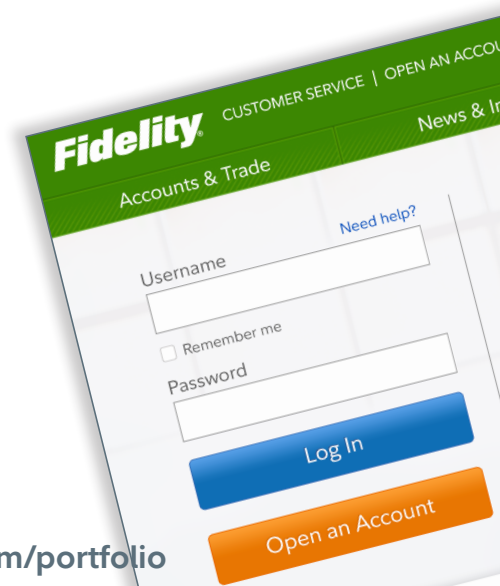 Fidelity. CUSTOMER SERVICE | OPEN AN ACCOU
Accounts & Trade News & In
Need help?
Username
Remember me
Password
Log In
Open an Account
m/portfolio